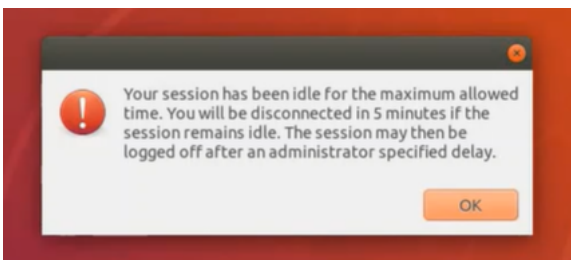 Your session has been idle for the maximum allowed
time. You will be disconnected in 5 minutes if the
session remains idle. The session may then be
logged off after an administrator specified delay.
OK